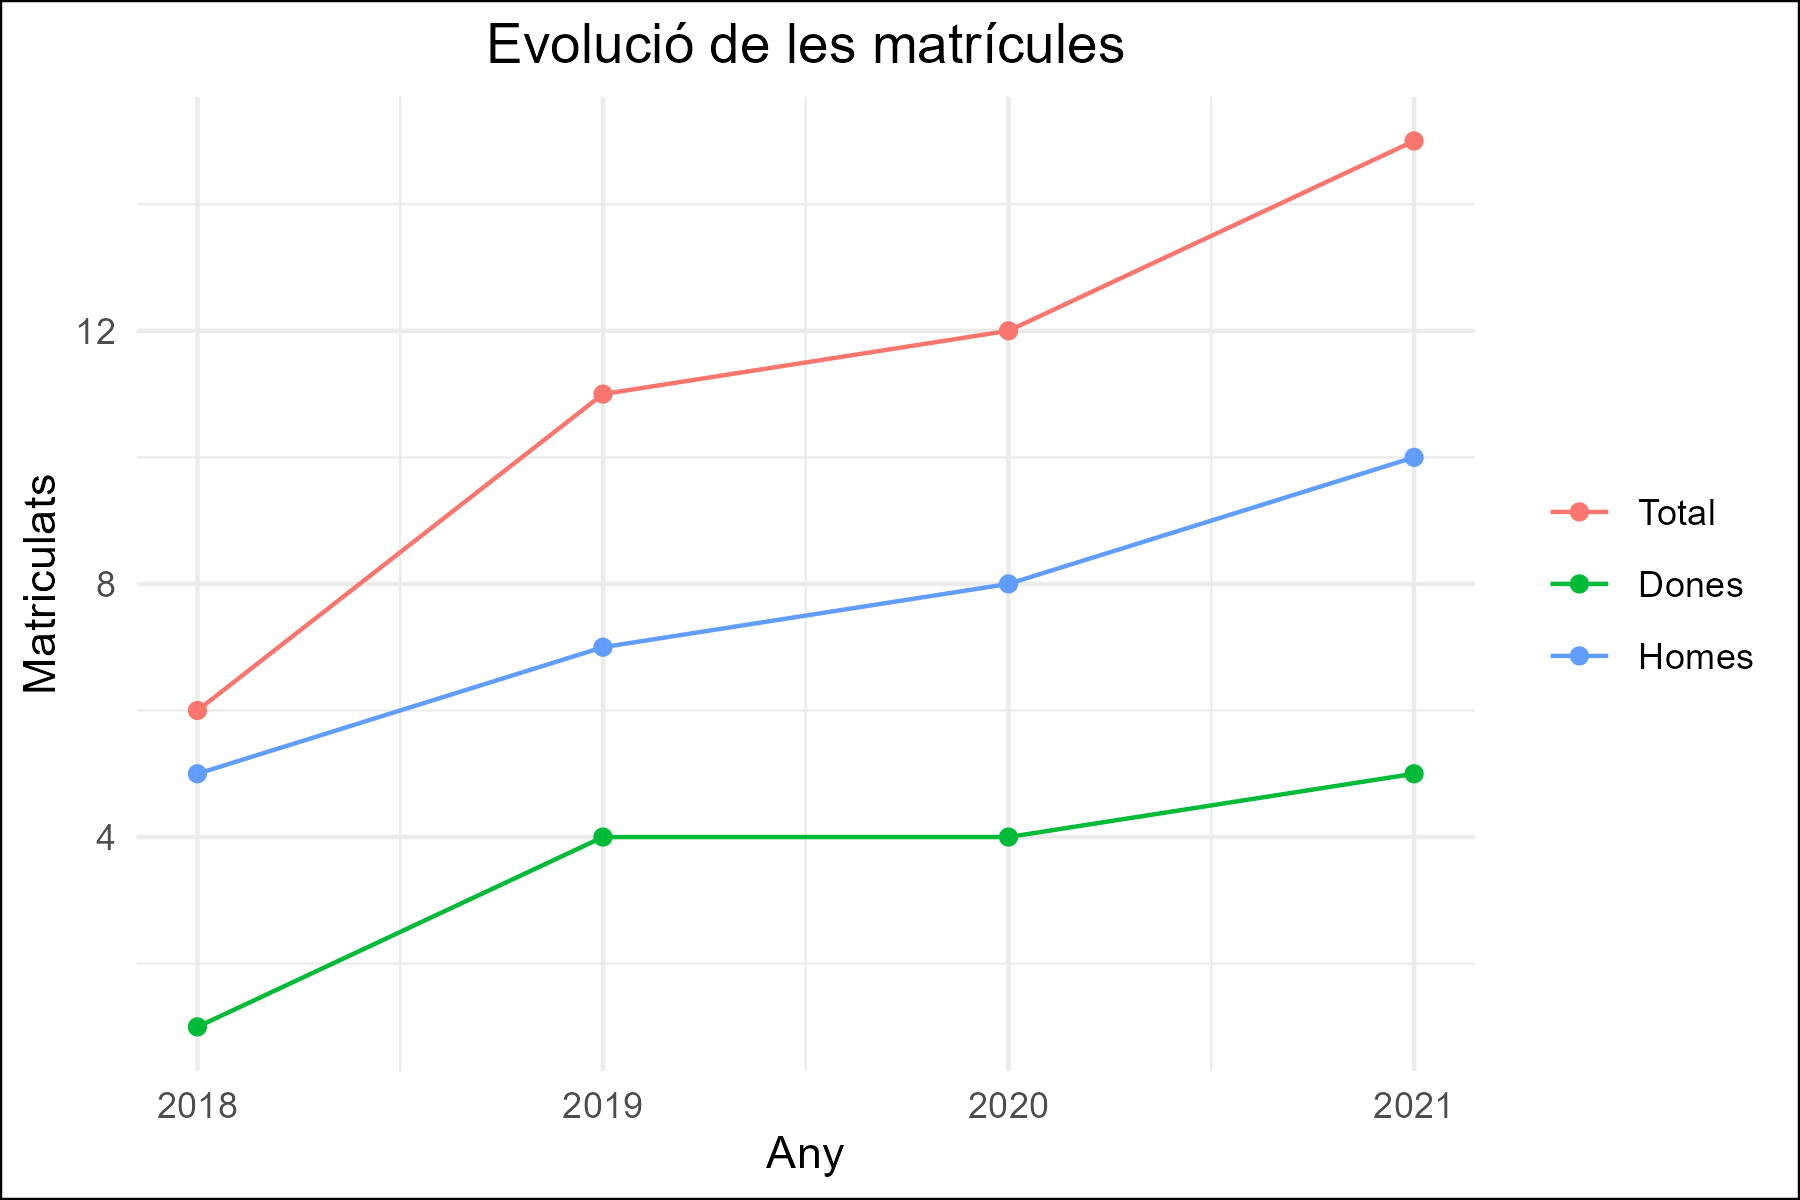 Evolució de les matrícules
Matriculats
12
8
4
2018 2019 2020 2021
Any
Total
Dones
Homes